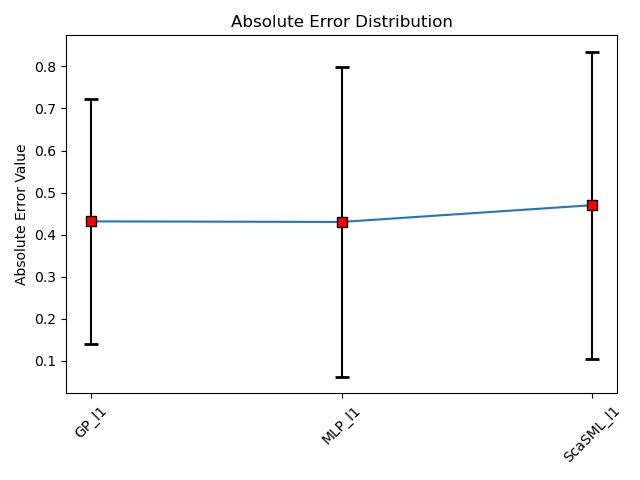 Absolute Error Distribution
Absolute Error Value
0.8
0.7
0.6
0.5
0.4
0.3
0.2
0.1
GP_l1
MLP_l1
ScaSML_l1